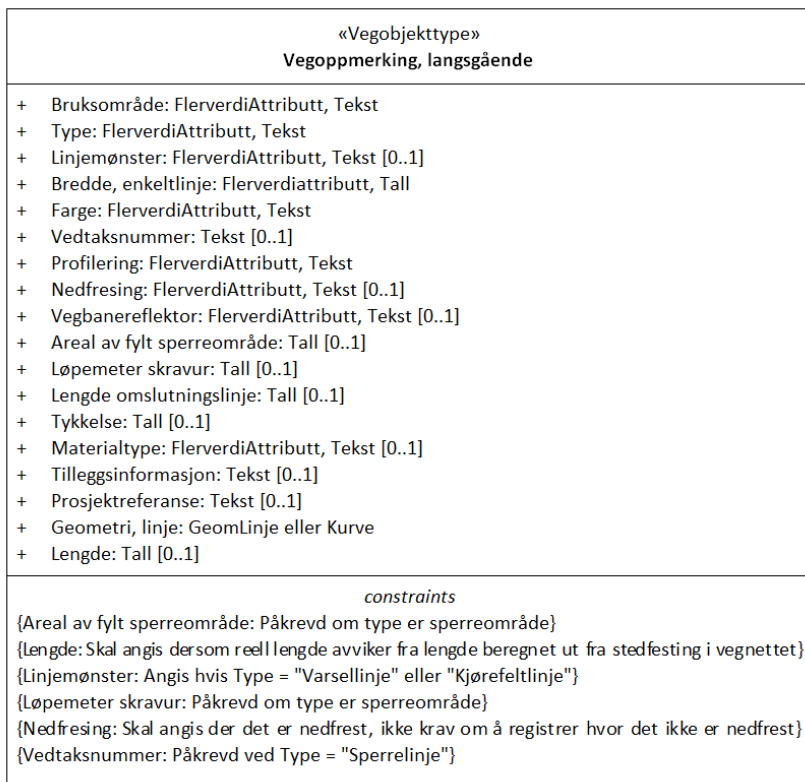 «Vegobjekttype»
Vegoppmerking, langsgående
+ Bruksområde: FlerverdiAttributt, Tekst
+ Type: FlerverdiAttributt, Tekst
+ Linjemønster: FlerverdiAttributt, Tekst [0..1]
+ Bredde, enkeltlinje: Flerverdiattributt, Tall
+ Farge: FlerverdiAttributt, Tekst
+ Vedtaksnummer: Tekst [0..1]
+ Profilering: FlerverdiAttributt, Tekst
+ Nedfresing: FlerverdiAttributt, Tekst [0..1]
+ Vegbanereflektor: FlerverdiAttributt, Tekst [0..1]
+ Areal av fylt sperreområde: Tall [0..1]
+ Løpemeter skravur: Tall [0..1]
+ Lengde omslutningslinje: Tall [0..1]
+ Tykkelse: Tall [0..1]
+ Materialtype: FlerverdiAttributt, Tekst [0..1]
+ Tilleggsinformasjon: Tekst [0..1]
+ Prosjektreferanse: Tekst [0..1]
+ Geometri, linje: GeomLinje eller Kurve
+ Lengde: Tall [0..1]
constraints
{Areal av fylt sperreområde: Påkrevd om type er sperreområde}
{Lengde: Skal angis dersom reell lengde avviker fra lengde beregnet ut fra stedfesting i vegnettet}
{Linjemønster: Angis hvis Type = "Varsellinje" eller "Kjørefeltlinje"}
{Løpemeter skravur: Påkrevd om type er sperreområde}
{Nedfresing: Skal angis der det er nedfrest, ikke krav om å registrer hvor det ikke er nedfrest}
{Vedtaksnummer: Påkrevd ved Type = "Sperrelinje"}